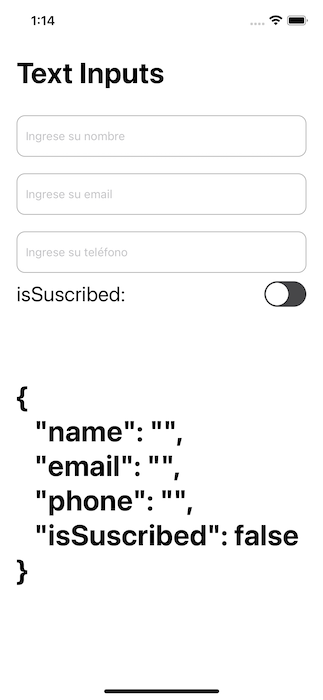 1:14
Text Inputs
Ingrese su nombre
Ingrese su email
Ingrese su teléfono
isSuscribed:
{
"name": "",
"email": "",
"phone": "",
"isSuscribed": false
}